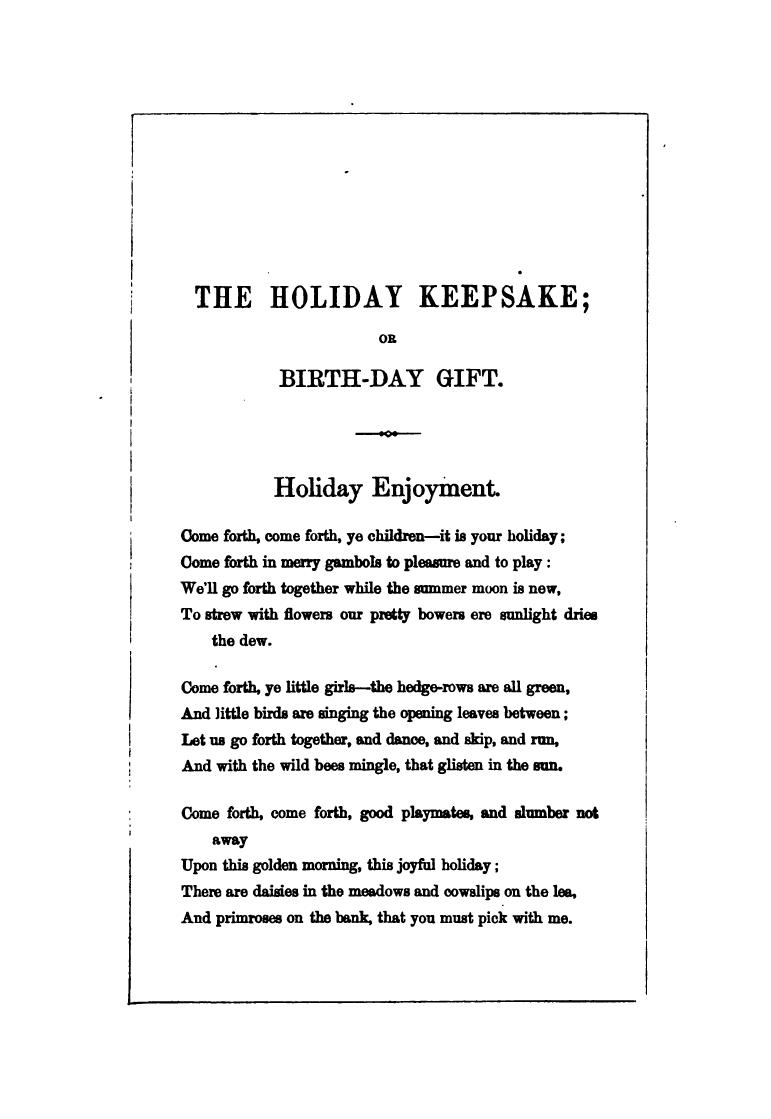 THE HOLIDAY KEEPSAKE;
OR
BIRTH-DAY GIFT.
Holiday Enjoyment.
Come forth, come forth, ye children—it is your holiday;
Come forth in merry gambols to pleasure and to play :
We'll go forth together while the summer moon is new,
To strew with flowers our pretty bowers ere sunlight dries
the dew.
Come forth, ye little girls—the hedge-rows are all green,
And little birds are singing the opening leaves between ;
Let us go forth together, and dance, and skip, and run,
And with the wild bees mingle, that glisten in the sun.
Come forth, come forth, good playmates, and slumber not
away
Upon this golden morning, this joyful holiday ;
There are daisies in the meadows and cowslips on the lea,
And primroses on the bank, that you must pick with me.